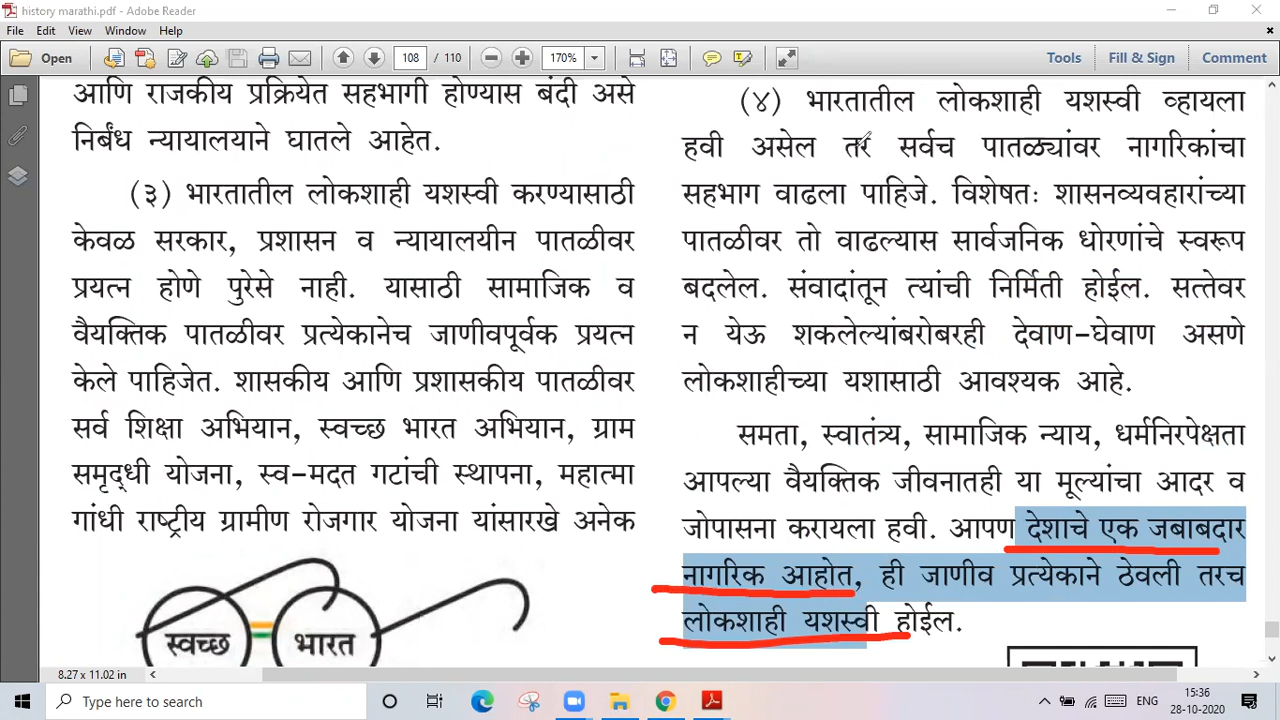 history marathi.pdf - Adobe Reader
File Edit View Window Help
Open 108 / 110 170% Tools Fill & Sign Comment
आणि राजकीय प्रक्रियेत सहभागी होण्यास बंदी असे
निर्बंध न्यायालयाने घातले आहेत.
(३) भारतातील लोकशाही यशस्वी करण्यासाठी
केवळ सरकार, प्रशासन व न्यायालयीन पातळीवर
प्रयत्न होणे पुरेसे नाही. यासाठी सामाजिक व
वैयक्तिक पातळीवर प्रत्येकानेच जाणीवपूर्वक प्रयत्न
केले पाहिजेत. शासकीय आणि प्रशासकीय पातळीवर
सर्व शिक्षा अभियान, स्वच्छ भारत अभियान, ग्राम
समृद्धी योजना, स्व-मदत गटांची स्थापना, महात्मा
गांधी राष्ट्रीय ग्रामीण रोजगार योजना यांसारखे अनेक
स्वच्छ भारत
(४) भारतातील लोकशाही यशस्वी व्हायला
हवी असेल तर सर्वच पातळ्यांवर नागरिकांचा
सहभाग वाढला पाहिजे. विशेषतः शासनव्यवहारांच्या
पातळीवर तो वाढल्यास सार्वजनिक धोरणांचे स्वरूप
बदलेल. संवादांतून त्यांची निर्मिती होईल. सत्तेवर
न येऊ शकलेल्यांबरोबरही देवाण-घेवाण असणे
लोकशाहीच्या यशासाठी आवश्यक आहे.
समता, स्वातंत्र्य, सामाजिक न्याय, धर्मनिरपेक्षता
आपल्या वैयक्तिक जीवनातही या मूल्यांचा आदर व
जोपासना करायला हवी. आपण देशाचे एक जबाबदार
नागरिक आहोत, ही जाणीव प्रत्येकाने ठेवली तरच
लोकशाही यशस्वी होईल.
8.27 x 11.02 in
Type here to search
ENG 15:36
28-10-2020